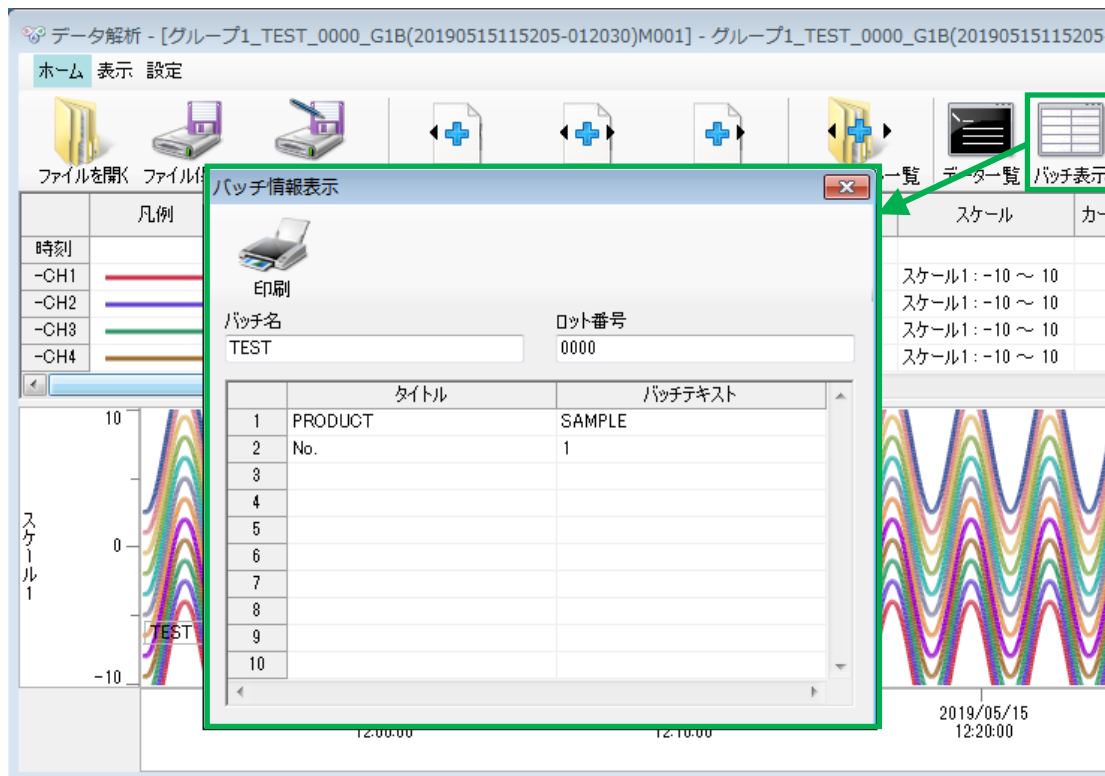 データ解析 - [グループ1_TEST_0000_G1B(20190515115205-012030)M001] - グループ1_TEST_0000_G1B(20190515115205-
ホーム 表示 設定
ファイルを開く ファイル 一覧 データ一覧 バッチ表示
バッチ情報表示
印刷
凡例 スケール カー
時刻
-CH1 スケール1 : -10 ～ 10
-CH2 スケール1 : -10 ～ 10
-CH3 スケール1 : -10 ～ 10
-CH4 スケール1 : -10 ～ 10
バッチ名 ロット番号
TEST 0000
タイトル バッチテキスト
1 PRODUCT SAMPLE
2 No. 1
3
4
5
6
7
8
9
10
スケール1
10
0
-10
TEST
12:00:00 12:10:00
2019/05/15
12:20:00